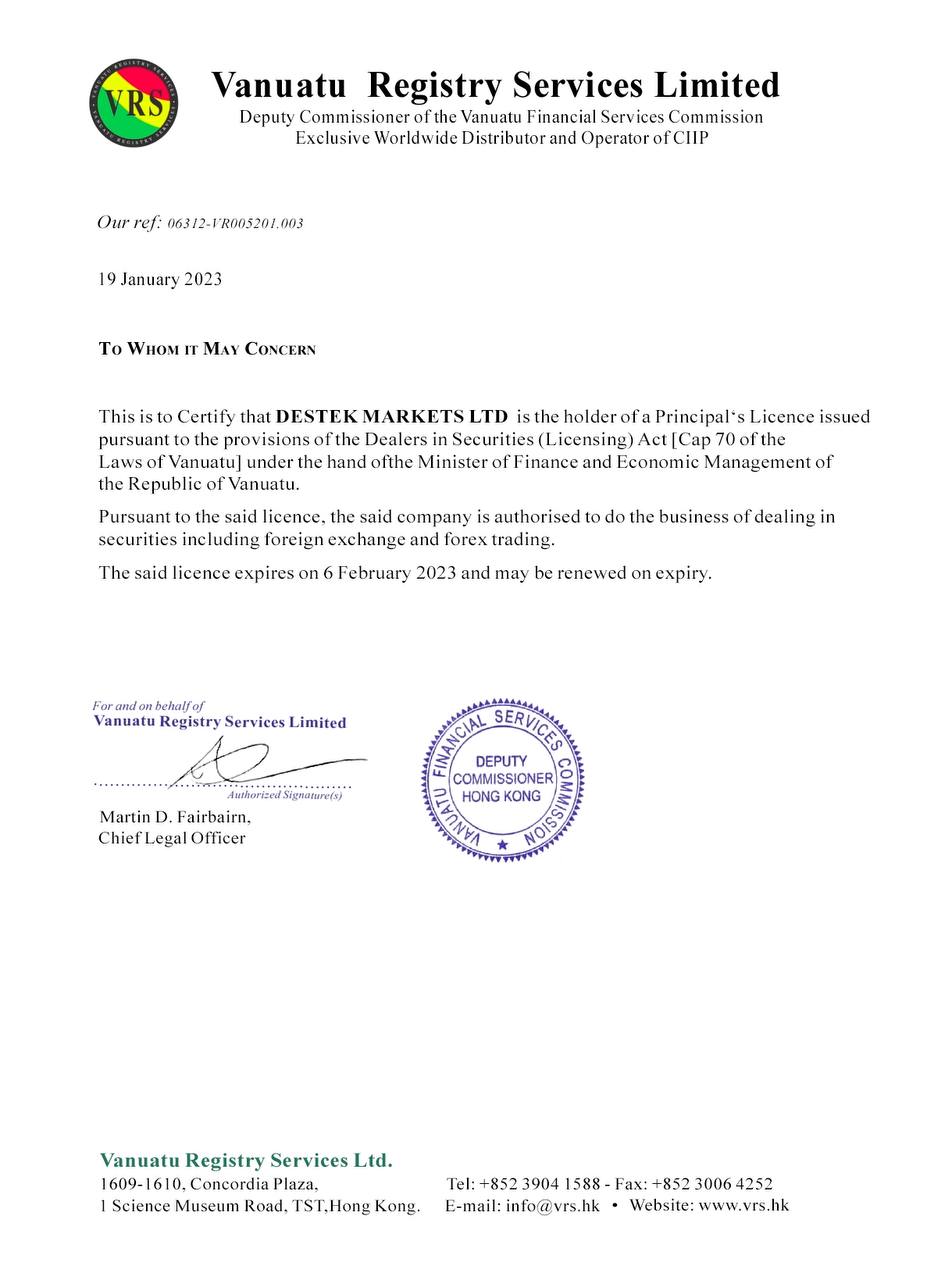 VANUATU REGISTRY SERVICES
VRS
VANUATU REGISTRY SERVICES
Vanuatu Registry Services Limited
Deputy Commissioner of the Vanuatu Financial Services Commission
Exclusive Worldwide Distributor and Operator of CIIP
Our ref: 06312-VR005201.003
19 January 2023
To Whom it May Concern
This is to Certify that DESTEK MARKETS LTD is the holder of a Principal‘s Licence issued
pursuant to the provisions of the Dealers in Securities (Licensing) Act [Cap 70 of the
Laws of Vanuatu] under the hand ofthe Minister of Finance and Economic Management of
the Republic of Vanuatu.
Pursuant to the said licence, the said company is authorised to do the business of dealing in
securities including foreign exchange and forex trading.
The said licence expires on 6 February 2023 and may be renewed on expiry.
For and on behalf of
Vanuatu Registry Services Limited
Authorized Signature(s)
Martin D. Fairbairn,
Chief Legal Officer
VANUATU FINANCIAL SERVICES COMMISSION
DEPUTY
COMMISSIONER
HONG KONG
Vanuatu Registry Services Ltd.
1609-1610, Concordia Plaza,
1 Science Museum Road, TST,Hong Kong.
Tel: +852 3904 1588 - Fax: +852 3006 4252
E-mail: info@vrs.hk • Website: www.vrs.hk